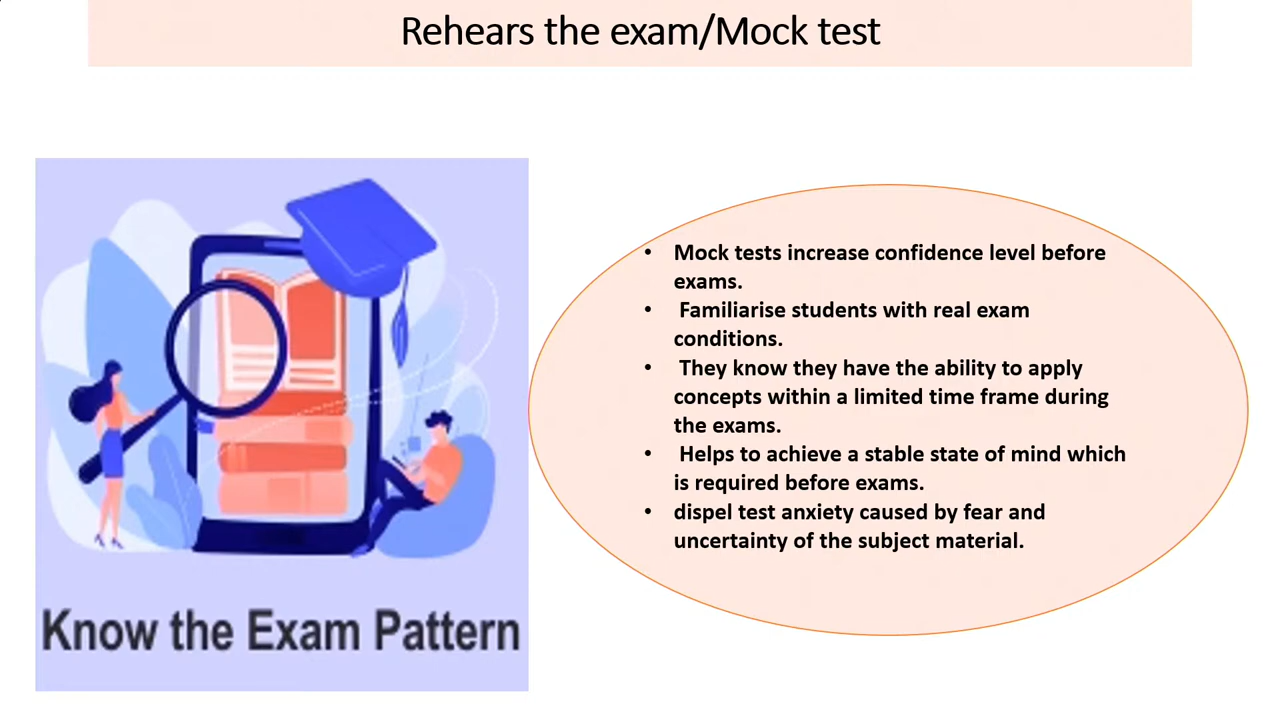 Rehears the exam/Mock test
• Mock tests increase confidence level before
exams.
• Familiarise students with real exam
conditions.
• They know they have the ability to apply
concepts within a limited time frame during
the exams.
• Helps to achieve a stable state of mind which
is required before exams.
• dispel test anxiety caused by fear and
uncertainty of the subject material.
Know the Exam Pattern